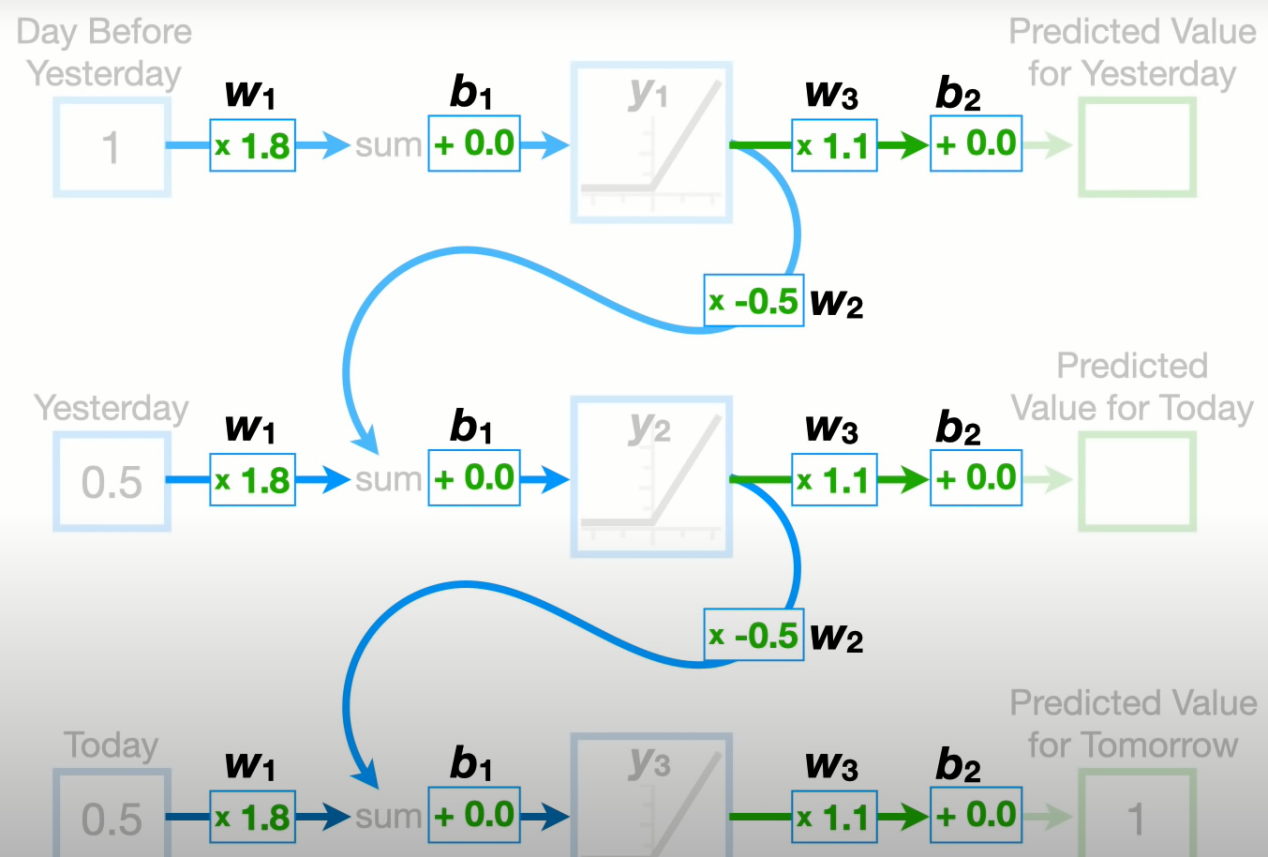 Day Before
Yesterday
1
w1
x 1.8
sum
b1
+ 0.0
y1
w3
x 1.1
b2
+ 0.0
Predicted Value
for Yesterday
x -0.5
w2
Yesterday
0.5
w1
x 1.8
sum
b1
+ 0.0
y2
w3
x 1.1
b2
+ 0.0
Predicted
Value for Today
x -0.5
w2
Today
0.5
w1
x 1.8
sum
b1
+ 0.0
y3
w3
x 1.1
b2
+ 0.0
Predicted Value
for Tomorrow
1